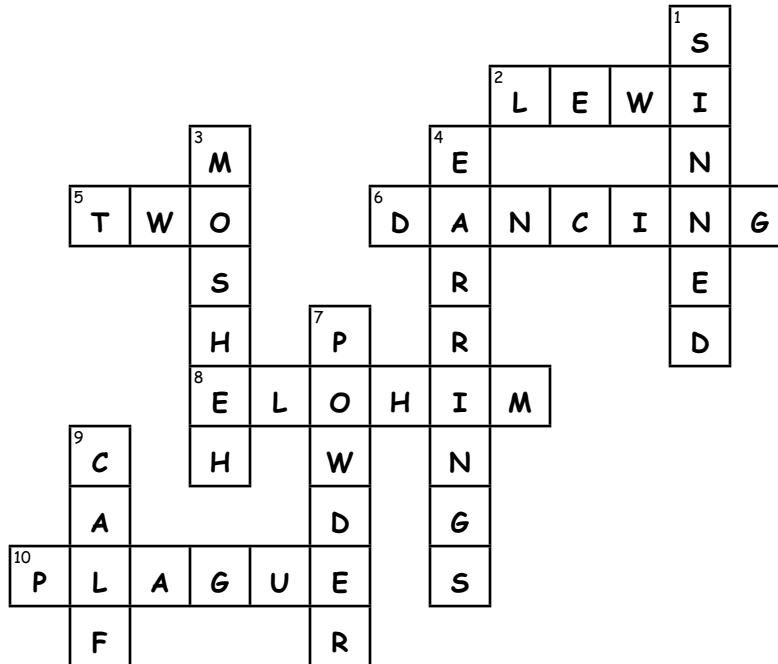 1
S
2
L E W I
3 4
M E N
5 6
T W O D A N C I N G
S R E
7
H P R D
8
E L O H I M
9
C H W N
A D G
10
P L A G U E S
F R